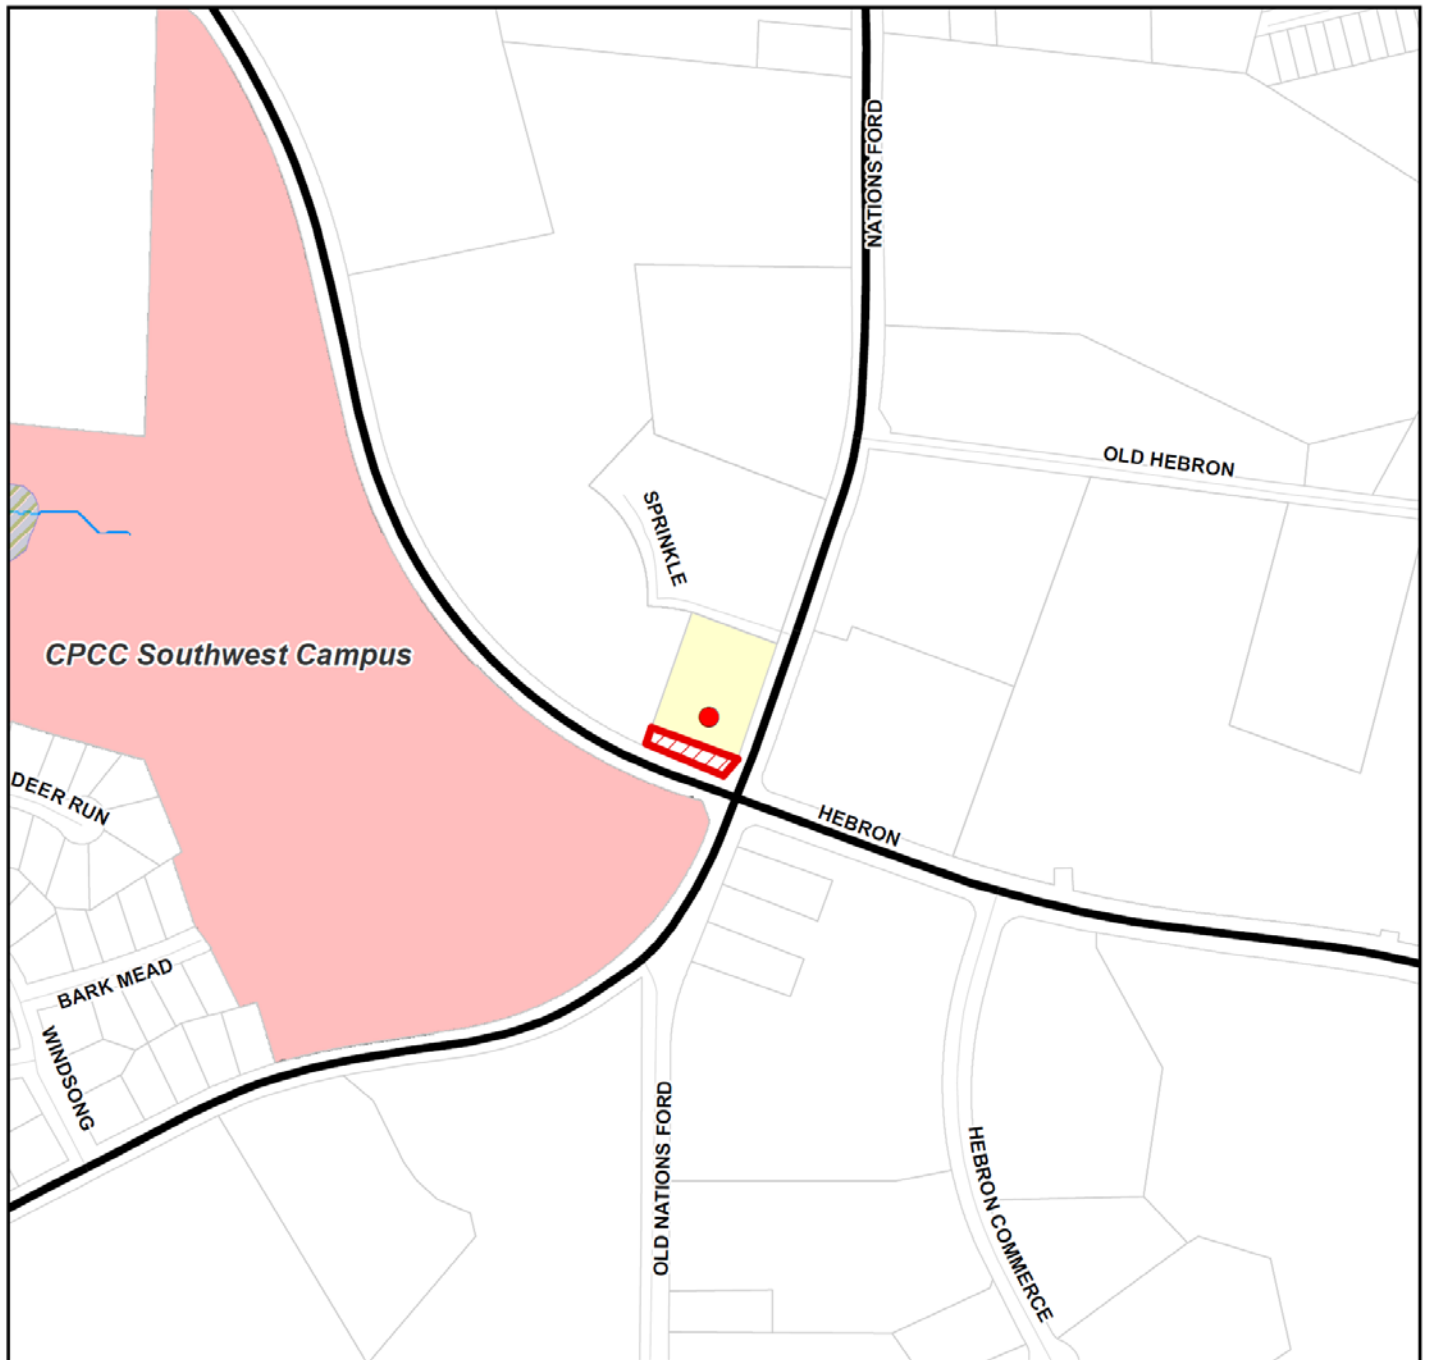 NATIONS FORD
OLD HEBRON
SPRINKLE
CPCC Southwest Campus
DEER RUN
HEBRON
BARK MEAD
WINDSONG
OLD NATIONS FORD
HEBRON COMMERCE